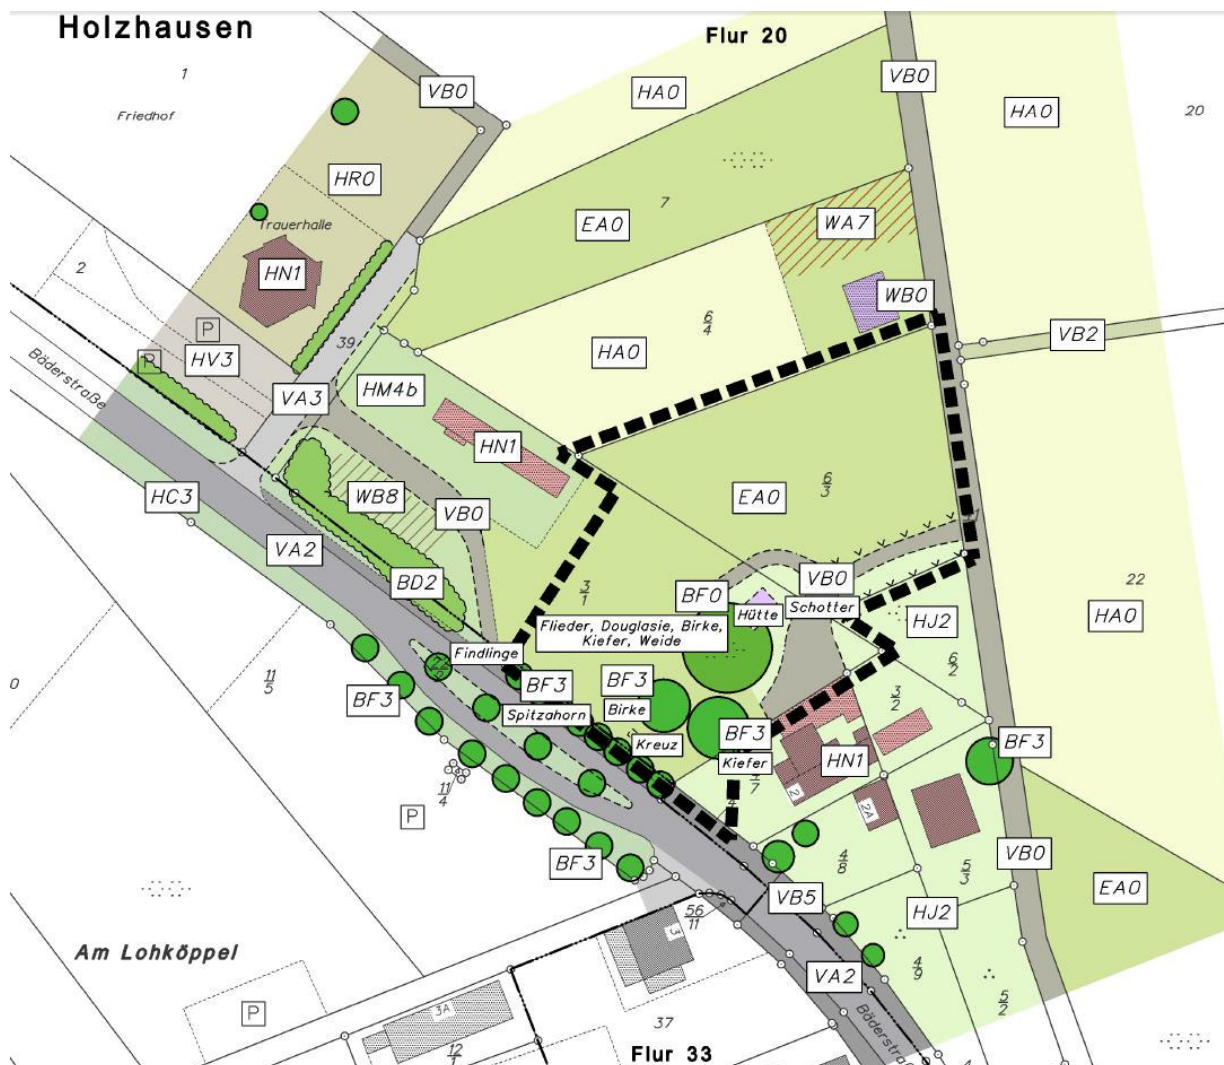 Holzhausen
Flur 20
1
Friedhof
VB0
HA0
VB0
HA0
20
HR0
Trauerhalle
7
EA0
WA7
HN1
2
P
P
HV3
39
WB0
6
4
HA0
VB2
Bäderstraße
VA3
HM4b
HN1
HC3
WB8
VB0
EA0
6
3
VA2
BD2
3
1
VB0
BF0
Hütte
Schotter
Flieder, Douglasie, Birke,
Kiefer, Weide
HJ2
22
HA0
Findlinge
6
2
11
5
BF3
BF3
Spitzahorn
BF3
Birke
Kreuz
BF3
Kiefer
3
2
HN1
BF3
2
2A
11
4
P
7
BF3
4
8
5
3
VB0
EA0
VB5
HJ2
56
11
3
Am Lohköppel
4
9
5
2
VA2
P
3A
37
Bäderstraße
12
1
Flur 33